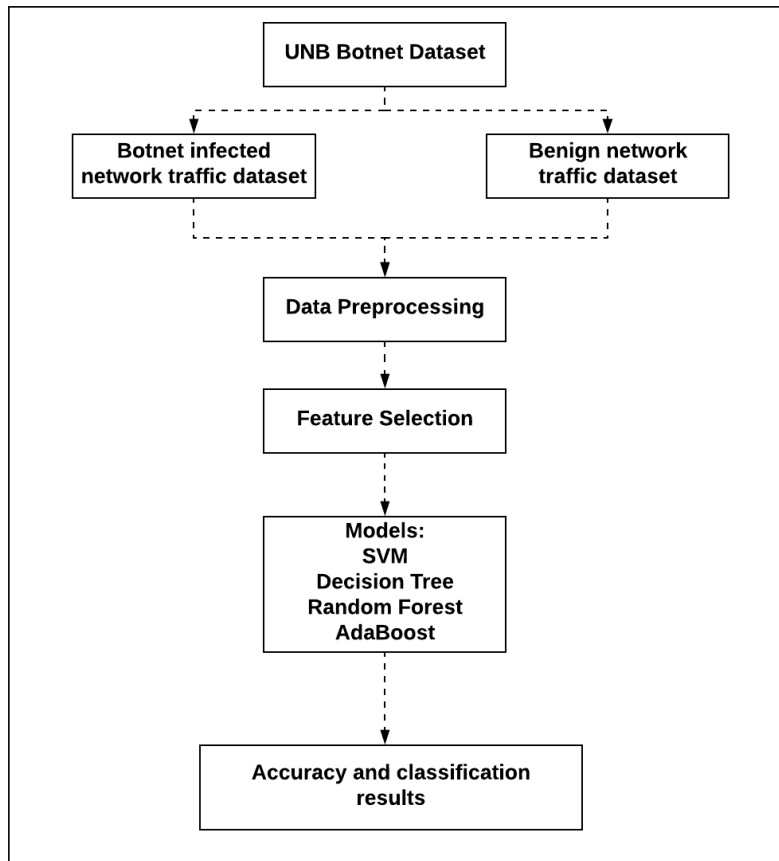 UNB Botnet Dataset
Botnet infected
network traffic dataset
Benign network
traffic dataset
Data Preprocessing
Feature Selection
Models:
SVM
Decision Tree
Random Forest
AdaBoost
Accuracy and classification
results